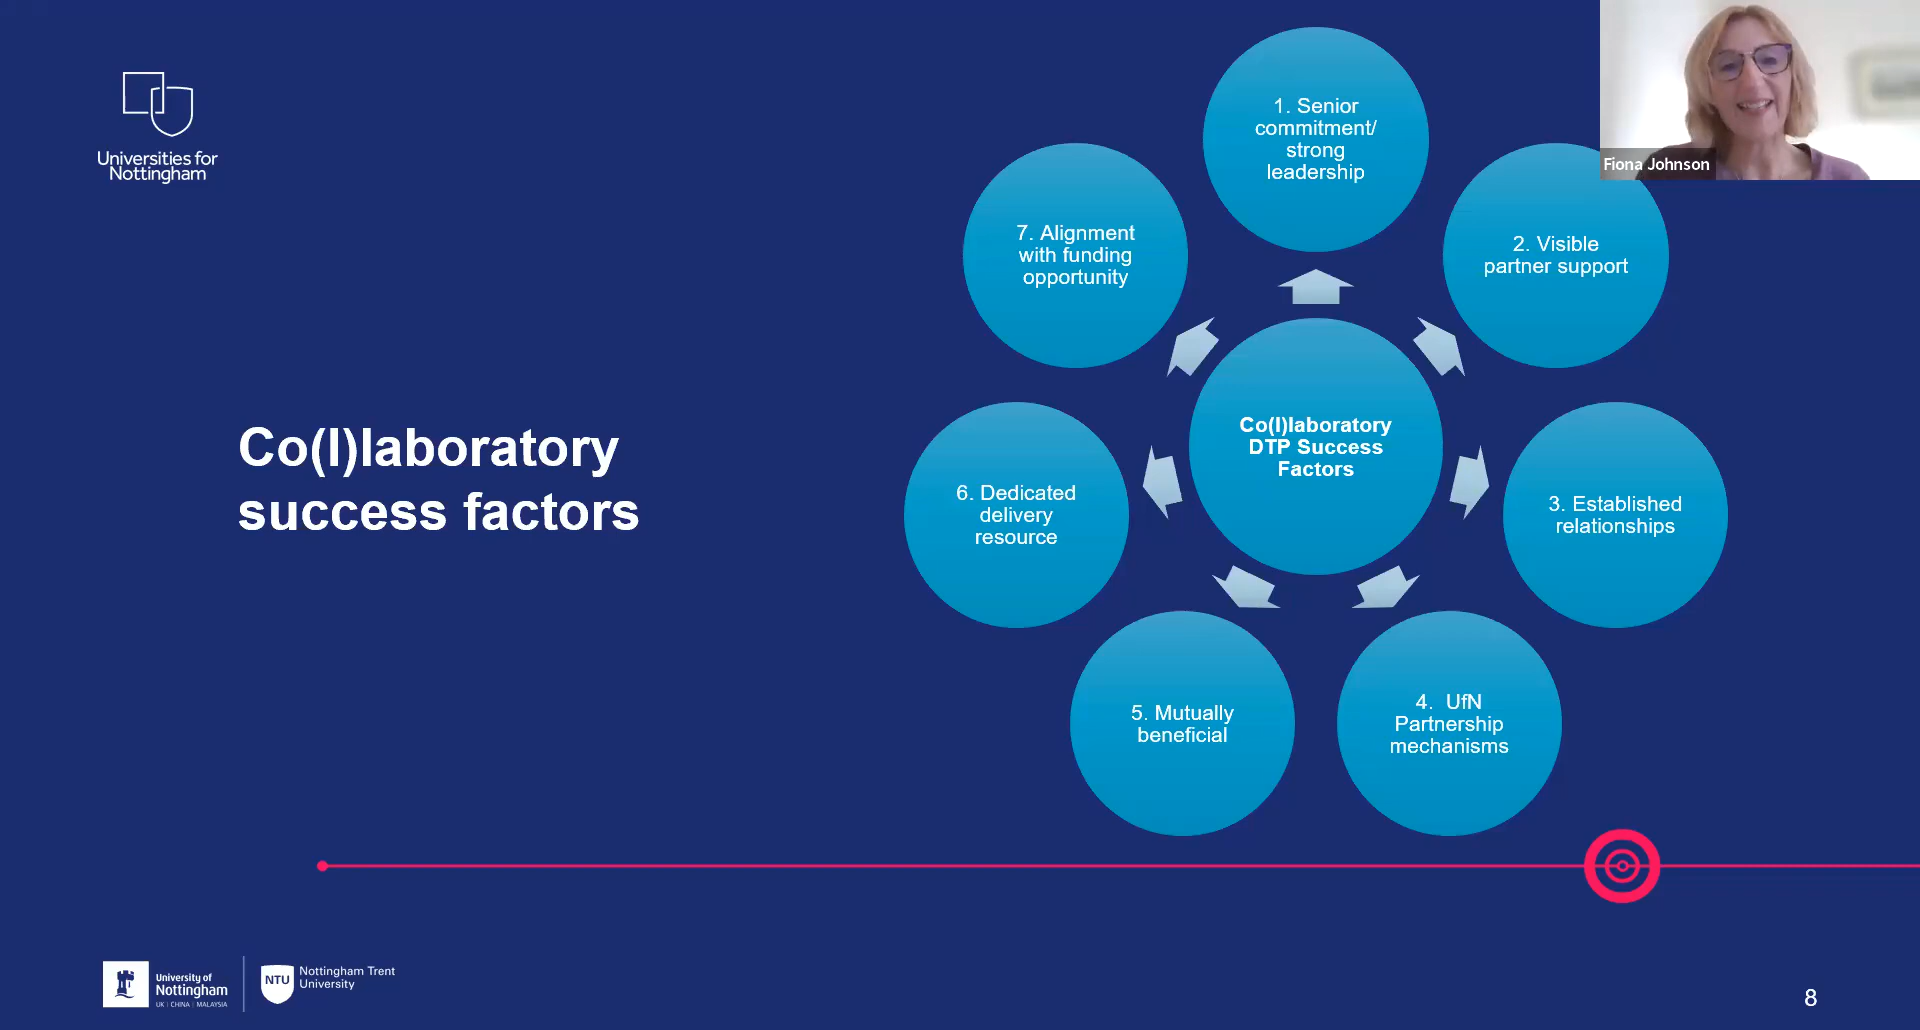 Universities for
Nottingham
Co(l)laboratory
success factors
1. Senior
commitment/
strong
leadership
2. Visible
partner support
3. Established
relationships
4.  UfN
Partnership
mechanisms
5. Mutually
beneficial
6. Dedicated
delivery
resource
7. Alignment
with funding
opportunity
Co(l)laboratory
DTP Success
Factors
Fiona Johnson
University of
Nottingham
UK | CHINA | MALAYSIA
NTU
Nottingham Trent
University
8